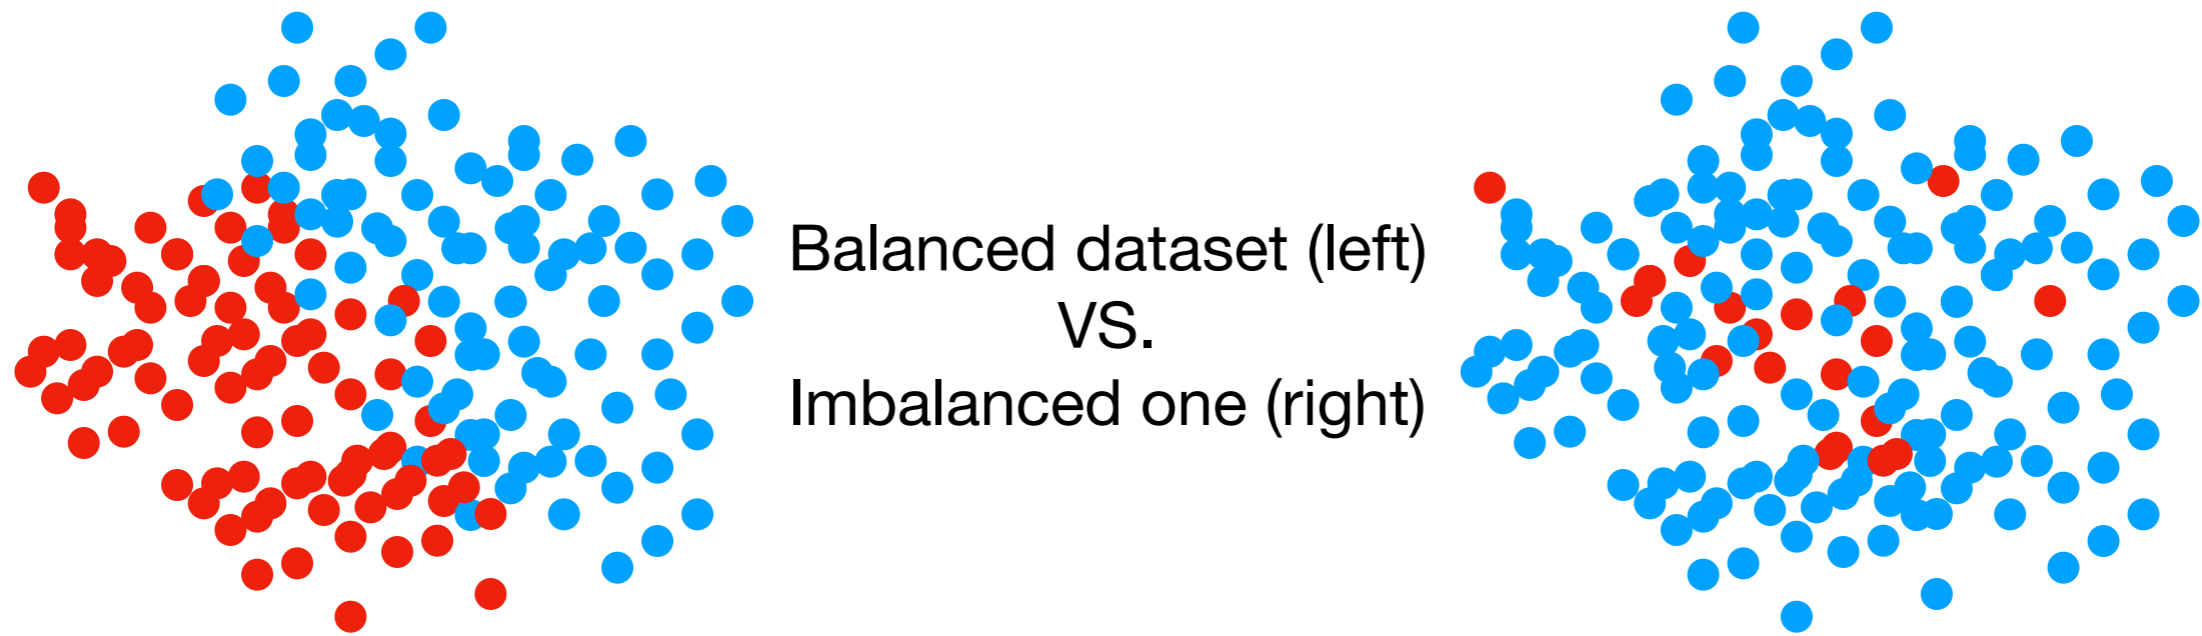 Balanced dataset (left)
VS.
Imbalanced one (right)